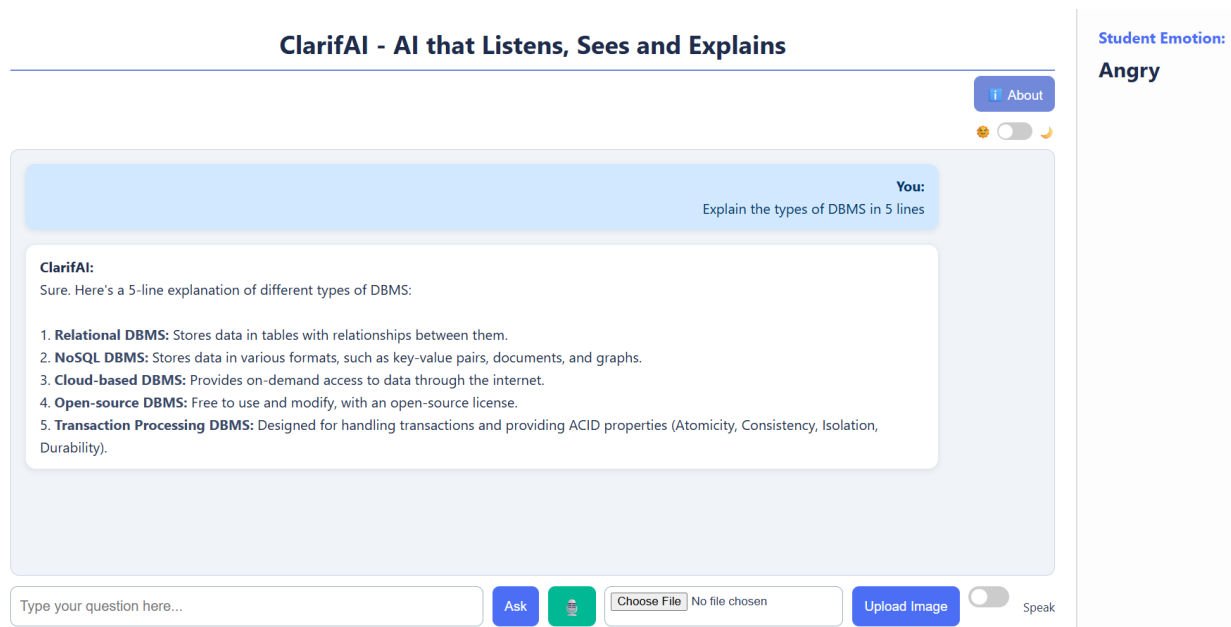 ClarifAI - AI that Listens, Sees and Explains
Student Emotion:
Angry
About
You:
Explain the types of DBMS in 5 lines
ClarifAI:
Sure. Here's a 5-line explanation of different types of DBMS:
1. Relational DBMS: Stores data in tables with relationships between them.
2. NoSQL DBMS: Stores data in various formats, such as key-value pairs, documents, and graphs.
3. Cloud-based DBMS: Provides on-demand access to data through the internet.
4. Open-source DBMS: Free to use and modify, with an open-source license.
5. Transaction Processing DBMS: Designed for handling transactions and providing ACID properties (Atomicity, Consistency, Isolation,
Durability).
Type your question here...
Ask
Choose File No file chosen
Upload Image
Speak